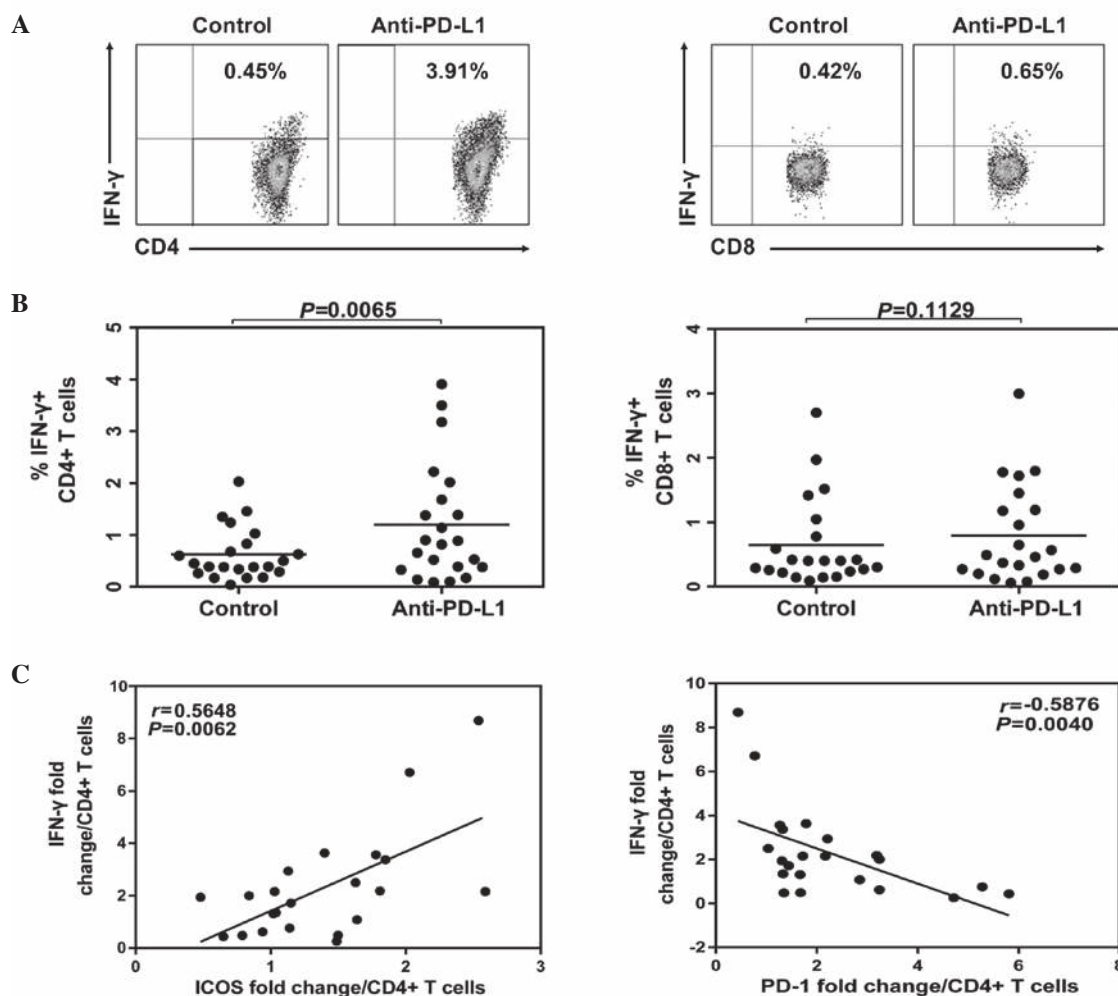 A
Control
Anti-PD-L1
Control
Anti-PD-L1
0.45%
3.91%
0.42%
0.65%
IFN-γ
IFN-γ
CD4
CD8
B
P=0.0065
P=0.1129
% IFN-γ+
CD4+ T cells
5
4
3
2
1
0
Control
Anti-PD-L1
% IFN-γ+
CD8+ T cells
4
3
2
1
0
Control
Anti-PD-L1
C
r=0.5648
P=0.0062
IFN-γ fold
change/CD4+ T cells
10
8
6
4
2
0
0
1
2
3
ICOS fold change/CD4+ T cells
r=-0.5876
P=0.0040
IFN-γ fold
change/CD4+ T cells
10
8
6
4
2
0
-2
0
2
4
6
8
PD-1 fold change/CD4+ T cells